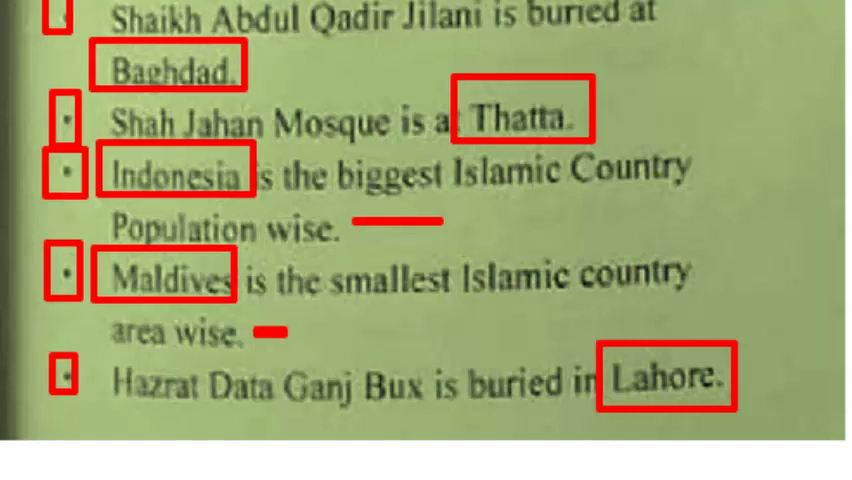 • Shaikh Abdul Qadir Jilani is buried at
Baghdad.
• Shah Jahan Mosque is at Thatta.
• Indonesia is the biggest Islamic Country
Population wise.
• Maldives is the smallest Islamic country
area wise.
• Hazrat Data Ganj Bux is buried in Lahore.